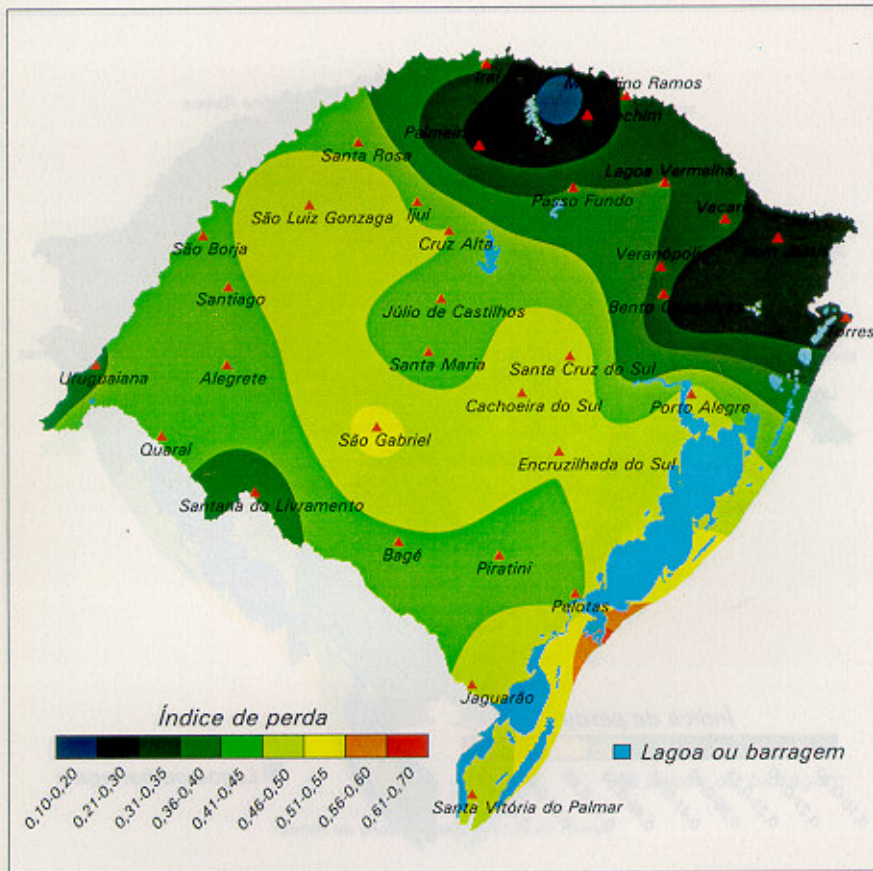 Iraí
Ramos
Palmeira
Santa Rosa
Lagoa Vermelha
São Luiz Gonzaga
Ijuí
Passo Fundo
São Borja
Cruz Alta
Veranópolis
Santiago
Júlio de Castilhos
Bento Gonçalves
Torres
Uruguaiana
Alegrete
Santa Maria
Santa Cruz do Sul
Cachoeira do Sul
Porto Alegre
São Gabriel
Quaraí
Encruzilhada do Sul
Santana do Livramento
Bagé
Piratini
Pelotas
Jaguarão
Índice de perda
Lagoa ou barragem
0,10-0,20
0,21-0,30
0,31-0,35
0,36-0,40
0,41-0,45
0,46-0,50
0,51-0,55
0,56-0,60
0,61-0,70
Santa Vitória do Palmar